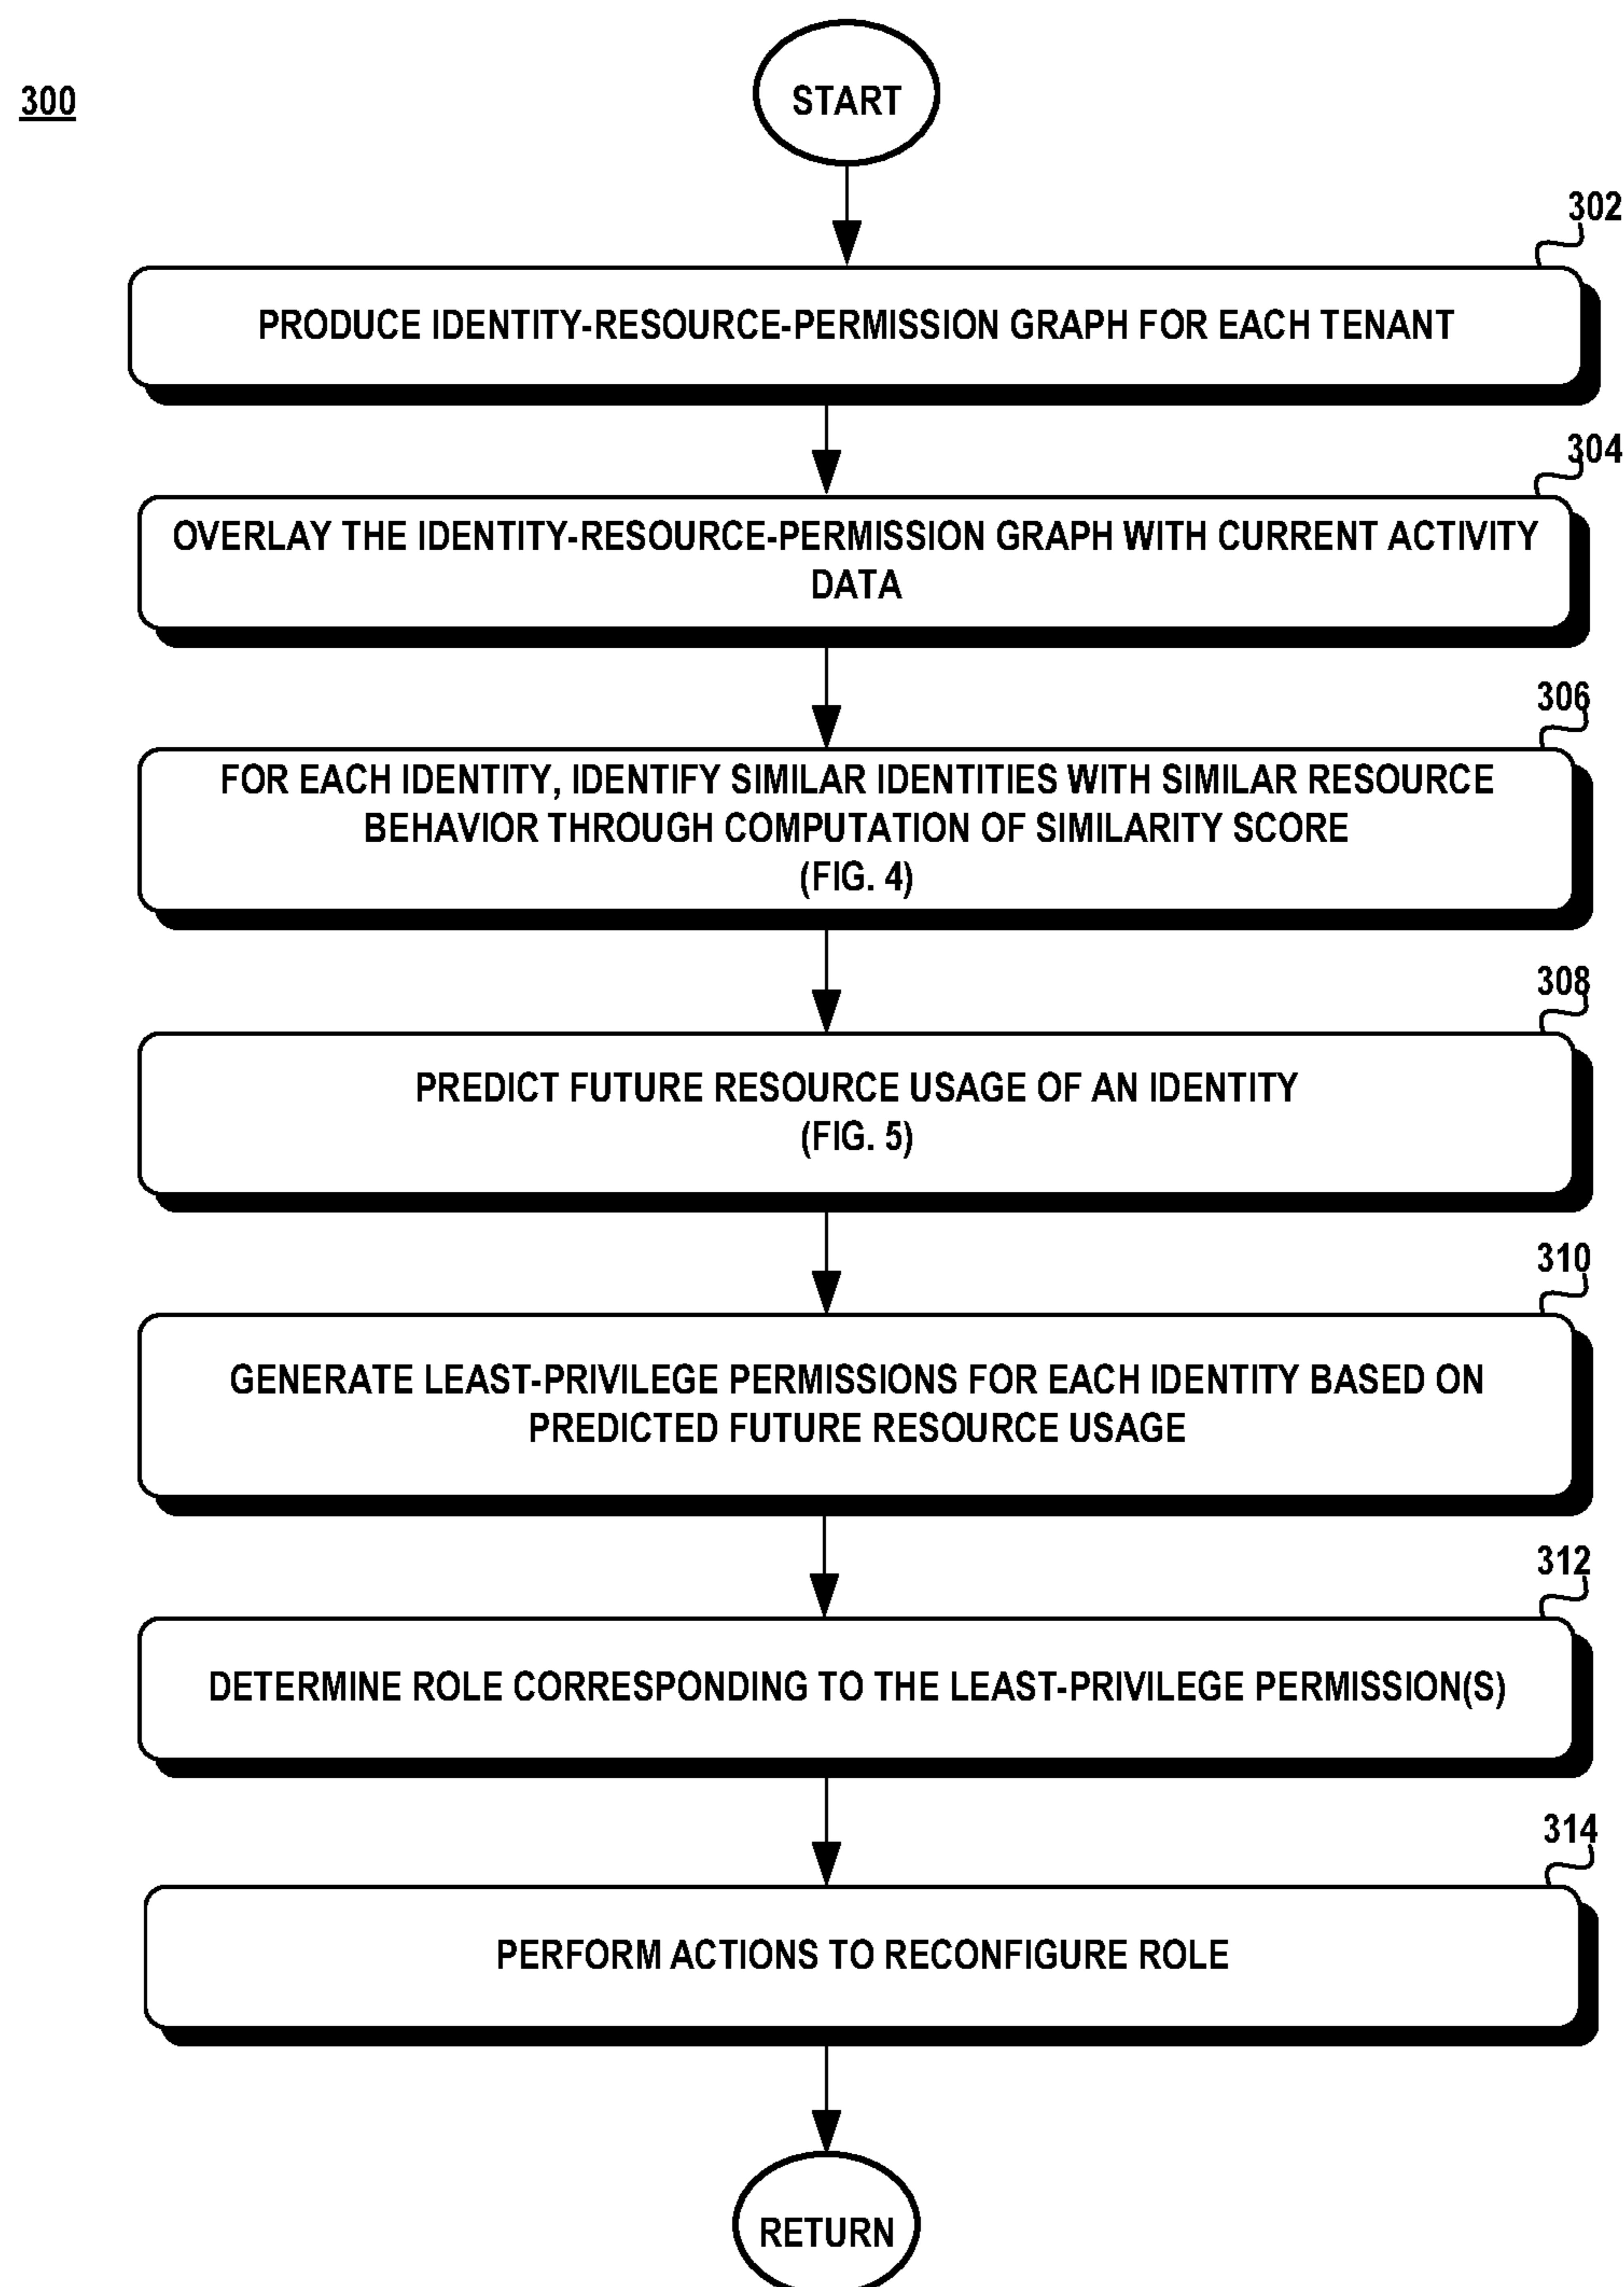 300
START
302
PRODUCE IDENTITY-RESOURCE-PERMISSION GRAPH FOR EACH TENANT
304
OVERLAY THE IDENTITY-RESOURCE-PERMISSION GRAPH WITH CURRENT ACTIVITY
DATA
306
FOR EACH IDENTITY, IDENTIFY SIMILAR IDENTITIES WITH SIMILAR RESOURCE
BEHAVIOR THROUGH COMPUTATION OF SIMILARITY SCORE
(FIG. 4)
308
PREDICT FUTURE RESOURCE USAGE OF AN IDENTITY
(FIG. 5)
310
GENERATE LEAST-PRIVILEGE PERMISSIONS FOR EACH IDENTITY BASED ON
PREDICTED FUTURE RESOURCE USAGE
312
DETERMINE ROLE CORRESPONDING TO THE LEAST-PRIVILEGE PERMISSION(S)
314
PERFORM ACTIONS TO RECONFIGURE ROLE
RETURN